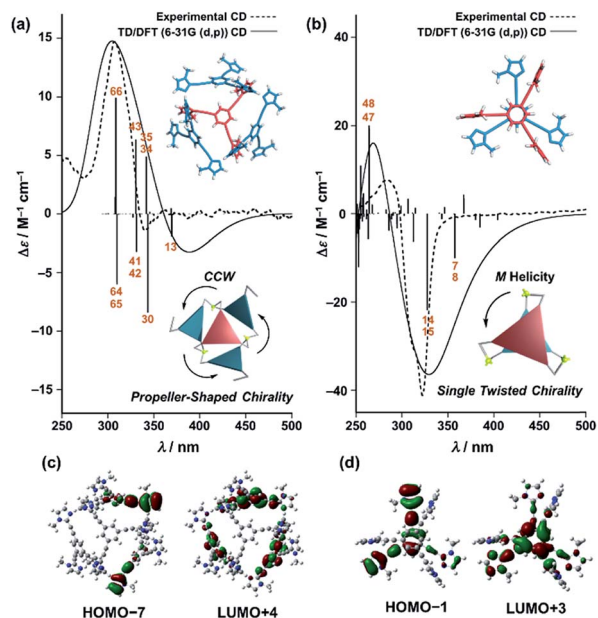 (a)
Experimental CD
TD/DFT (6-31G (d,p)) CD
15
10
5
0
−5
−10
−15
Δε / M⁻¹ cm⁻¹
66
43
35
34
13
41
42
64
65
30
CCW
Propeller-Shaped Chirality
250 300 350 400 450 500
λ / nm
(b)
Experimental CD
TD/DFT (6-31G (d,p)) CD
40
20
0
−20
−40
Δε / M⁻¹ cm⁻¹
48
47
7
8
14
15
M Helicity
Single Twisted Chirality
250 300 350 400 450 500
λ / nm
(c)
HOMO−7
LUMO+4
(d)
HOMO−1
LUMO+3